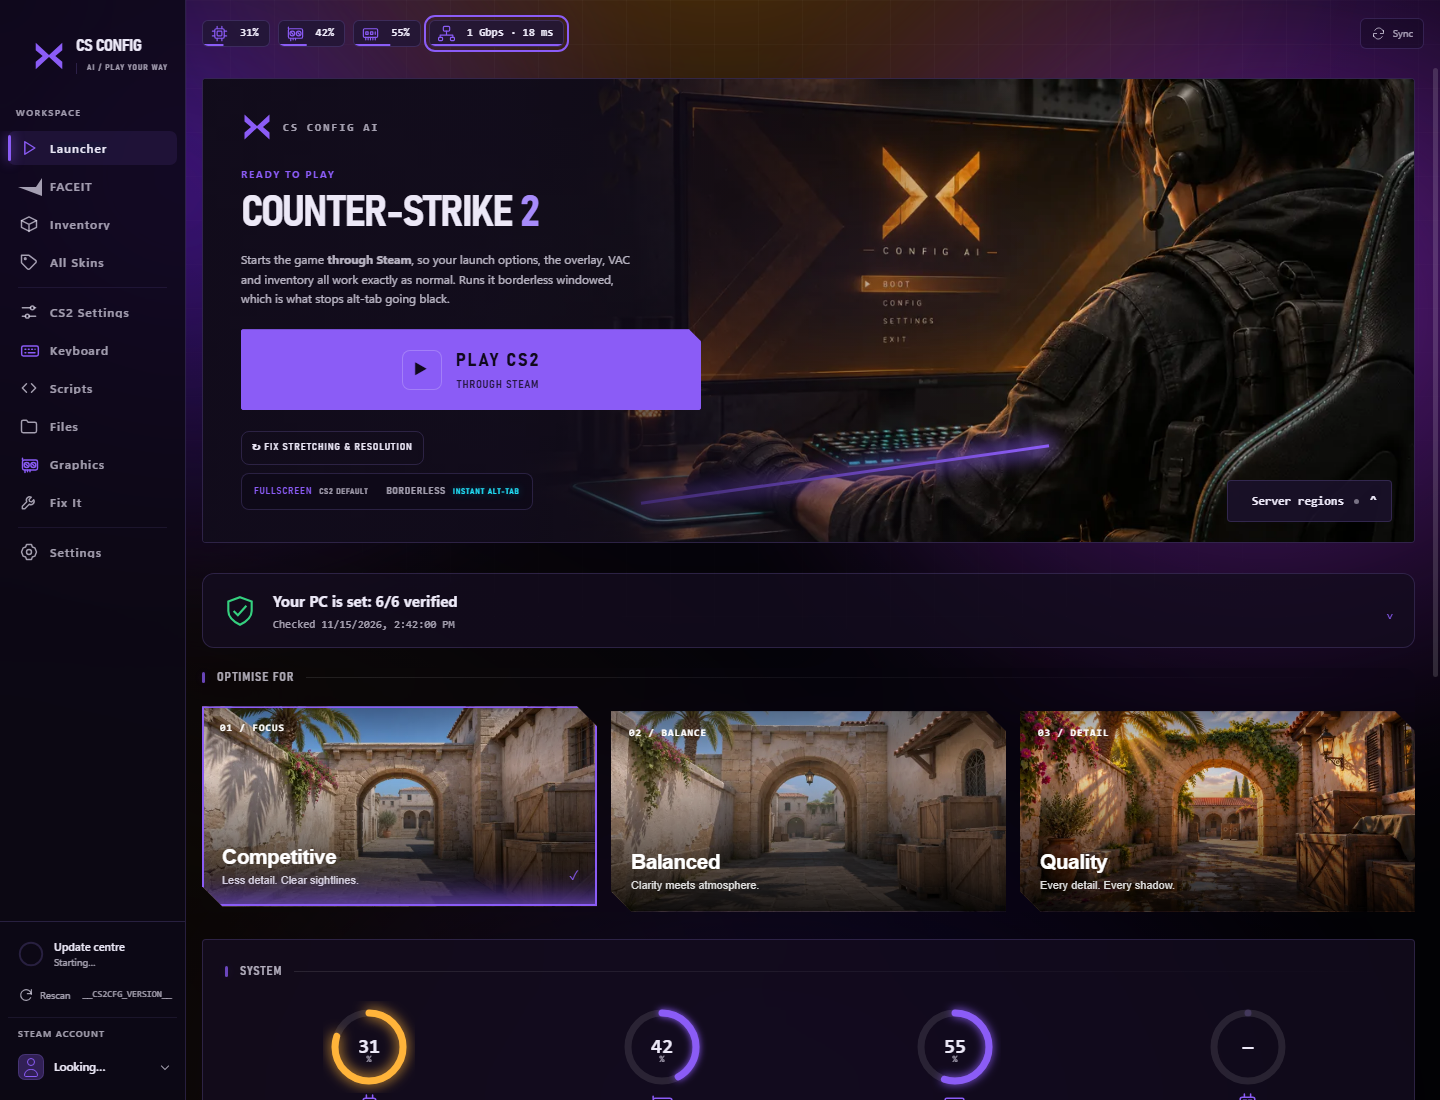 CS CONFIG
AI / PLAY YOUR WAY
31%
42%
55%
1 Gbps · 18 ms
Sync
WORKSPACE
Launcher
FACEIT
Inventory
All Skins
CS2 Settings
Keyboard
Scripts
Files
Graphics
Fix It
Settings
Update centre
Starting...
Rescan
__CS2CFG_VERSION__
STEAM ACCOUNT
Looking...
CS CONFIG AI
READY TO PLAY
COUNTER-STRIKE 2
Starts the game through Steam, so your launch options, the overlay, VAC
and inventory all work exactly as normal. Runs it borderless windowed,
which is what stops alt-tab going black.
PLAY CS2
THROUGH STEAM
↻ FIX STRETCHING & RESOLUTION
FULLSCREEN CS2 DEFAULT BORDERLESS INSTANT ALT-TAB
CONFIG AI
BOOT
CONFIG
SETTINGS
EXIT
Server regions
Your PC is set: 6/6 verified
Checked 11/15/2026, 2:42:00 PM
OPTIMISE FOR
01 / FOCUS
Competitive
Less detail. Clear sightlines.
02 / BALANCE
Balanced
Clarity meets atmosphere.
03 / DETAIL
Quality
Every detail. Every shadow.
SYSTEM
31
%
42
%
55
%
—